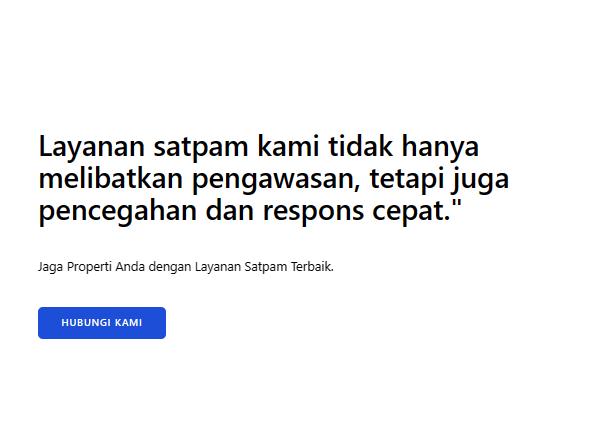 Layanan satpam kami tidak hanya
melibatkan pengawasan, tetapi juga
pencegahan dan respons cepat."
Jaga Properti Anda dengan Layanan Satpam Terbaik.
HUBUNGI KAMI